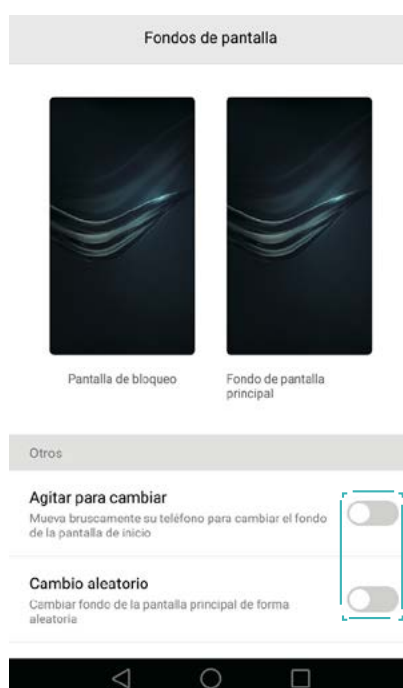 Fondos de pantalla
Pantalla de bloqueo
Fondo de pantalla
principal
Otros
Agitar para cambiar
Mueva bruscamente su teléfono para cambiar el fondo
de la pantalla de inicio
Cambio aleatorio
Cambiar fondo de la pantalla principal de forma
aleatoria